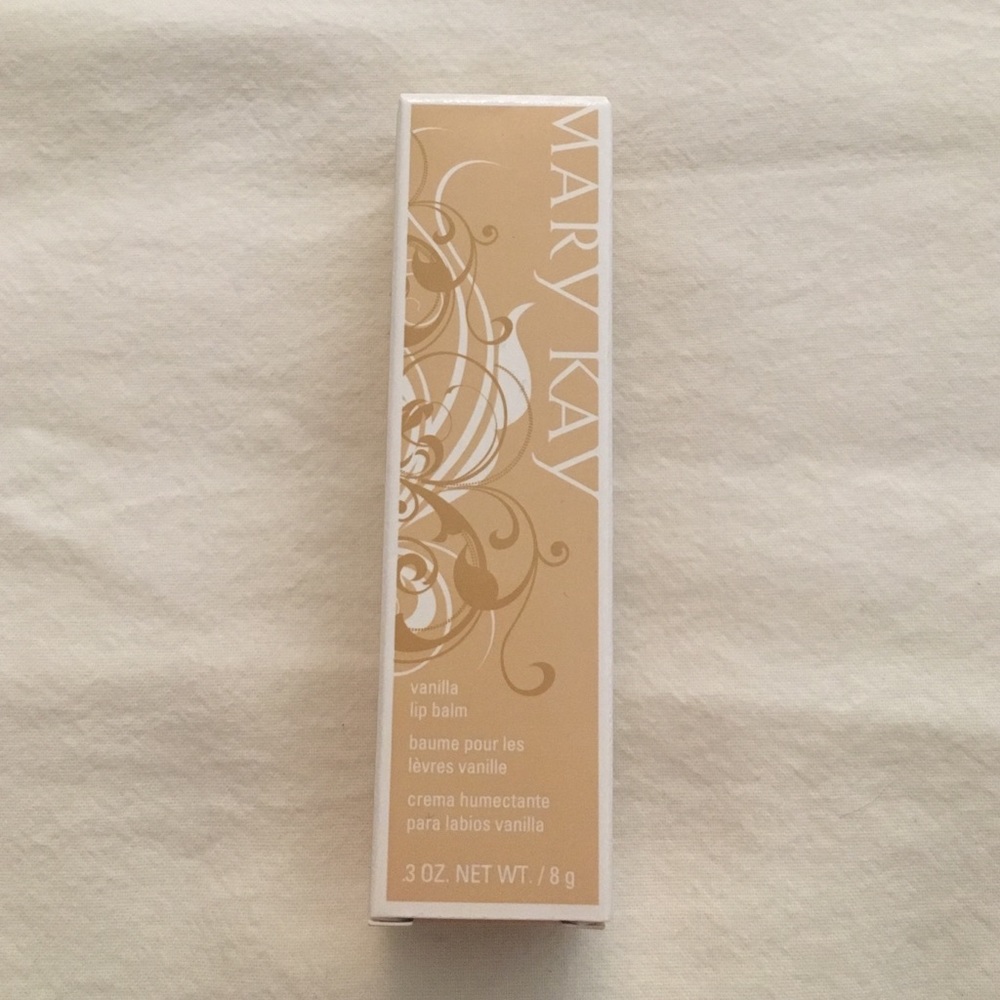 MARY KAY
vanilla
lip balm
baume pour les
lèvres vanille
crema humectante
para labios vanilla
.3 OZ. NET WT. / 8 g